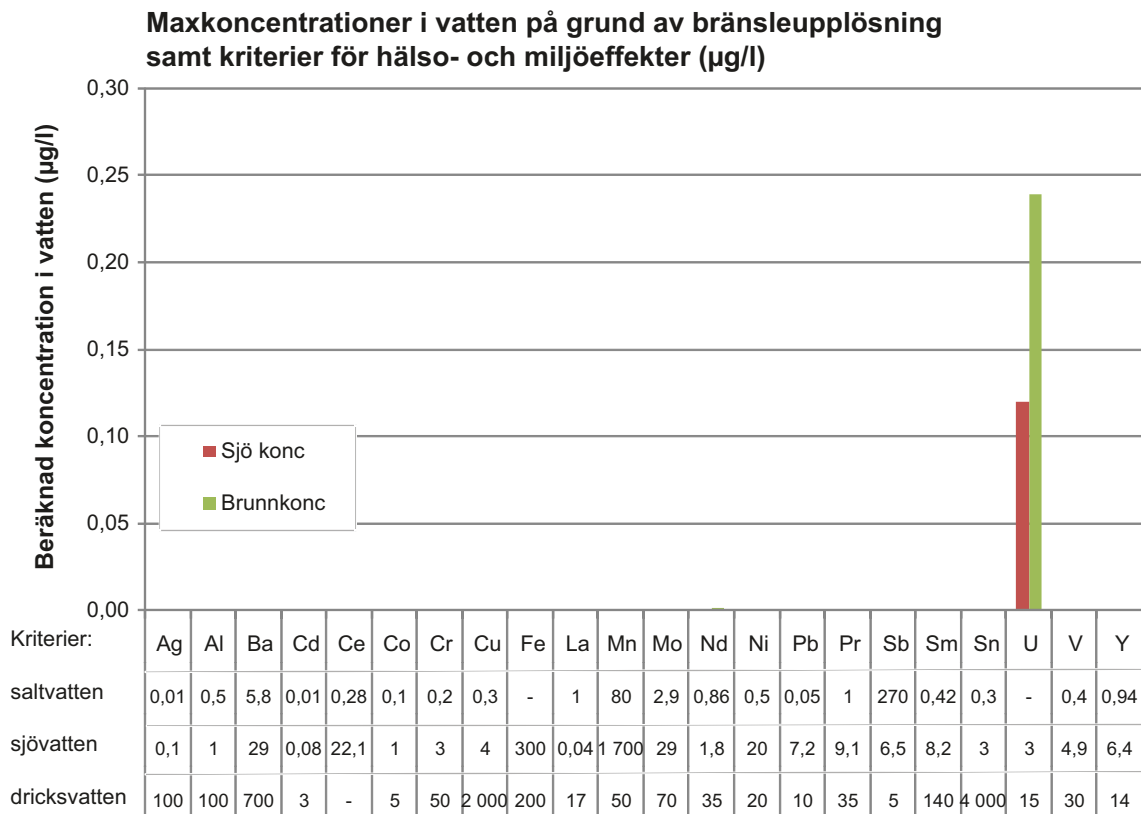 Maxkoncentrationer i vatten på grund av bränsleupplösning
samt kriterier för hälso- och miljöeffekter (µg/l)
Beräknad koncentration i vatten (µg/l)
0,30
0,25
0,20
0,15
0,10
0,05
0,00
Sjö konc
Brunnkonc
Kriterier: Ag Al Ba Cd Ce Co Cr Cu Fe La Mn Mo Nd Ni Pb Pr Sb Sm Sn U V Y
saltvatten 0,01 0,5 5,8 0,01 0,28 0,1 0,2 0,3 - 1 80 2,9 0,86 0,5 0,05 1 270 0,42 0,3 - 0,4 0,94
sjövatten 0,1 1 29 0,08 22,1 1 3 4 300 0,04 1 700 29 1,8 20 7,2 9,1 6,5 8,2 3 3 4,9 6,4
dricksvatten 100 100 700 3 - 5 50 2 000 200 17 50 70 35 20 10 35 5 140 4 000 15 30 14